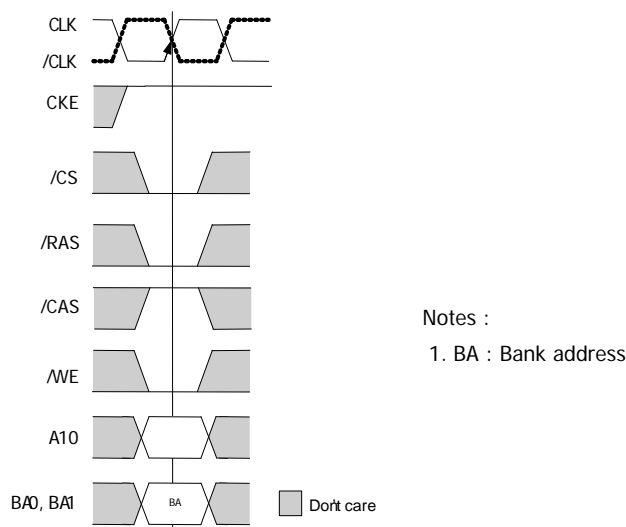 CLK
/CLK
CKE
/CS
/RAS
/CAS
/WE
A10
BA0, BA1
BA
Don't care
Notes :
1. BA : Bank address